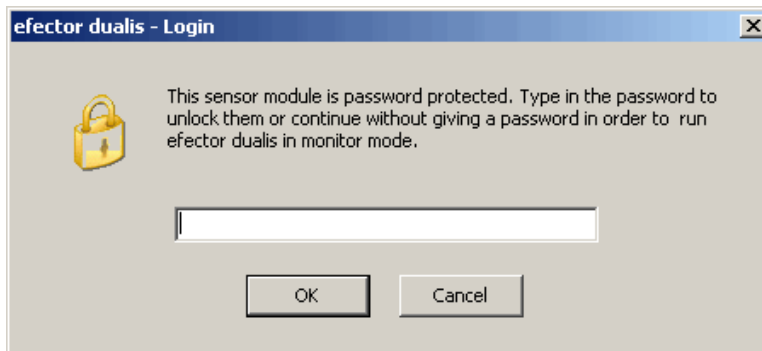 efector dualis - Login
This sensor module is password protected. Type in the password to
unlock them or continue without giving a password in order to run
efector dualis in monitor mode.
OK
Cancel